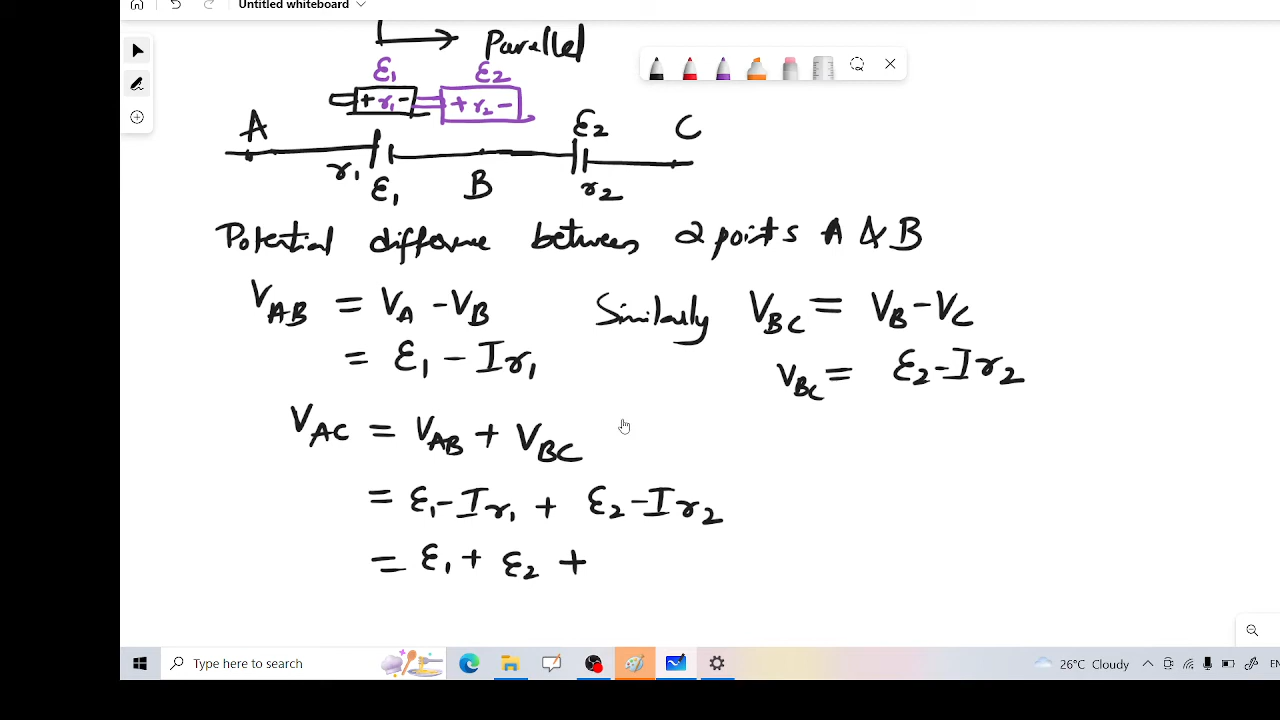 Untitled whiteboard
Parellel
ε1 ε2
+ r1 - + r2 -
A ε2 C
r1 ε1 B r2
Potential difference between 2 points A & B
VAB = VA - VB Similarly VBC = VB - VC
= ε1 - Ir1 VBC = ε2 - Ir2
VAC = VAB + VBC
= ε1 - Ir1 + ε2 - Ir2
= ε1 + ε2 +
Type here to search 26°C Cloudy EN